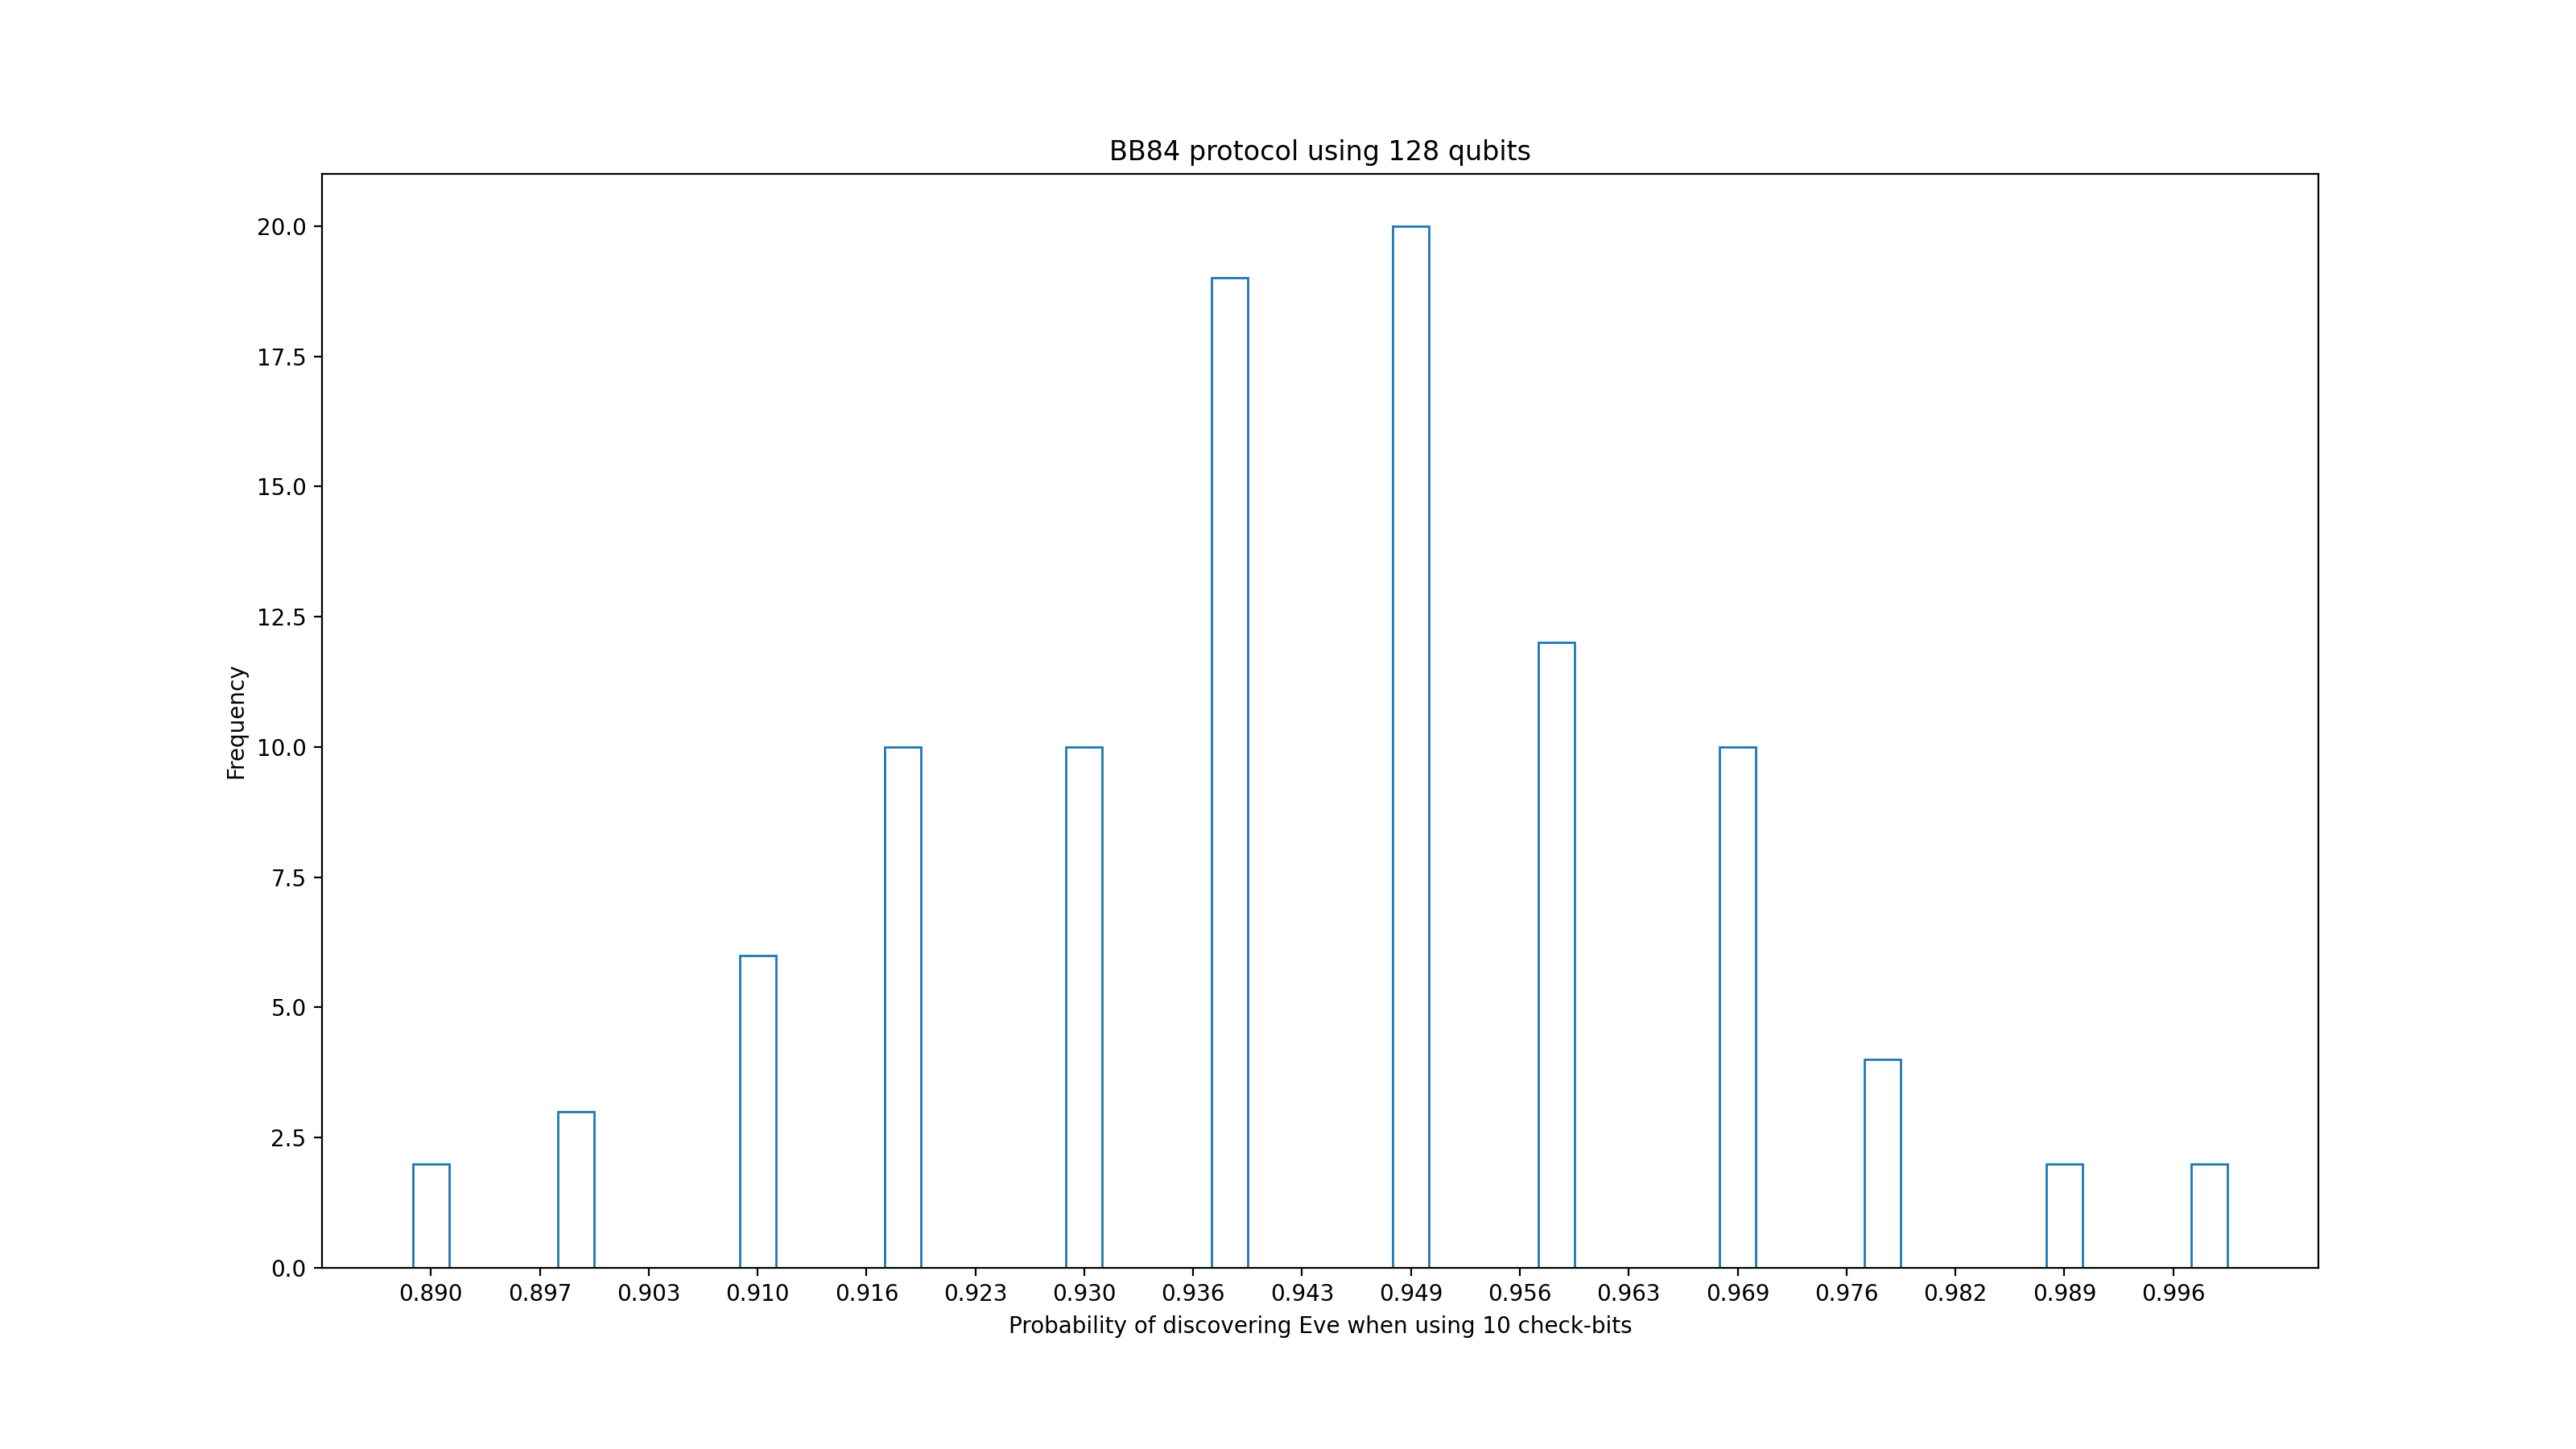 BB84 protocol using 128 qubits
20.0
17.5
15.0
12.5
10.0
7.5
5.0
2.5
0.0
Frequency
0.890 0.897 0.903 0.910 0.916 0.923 0.930 0.936 0.943 0.949 0.956 0.963 0.969 0.976 0.982 0.989 0.996
Probability of discovering Eve when using 10 check-bits